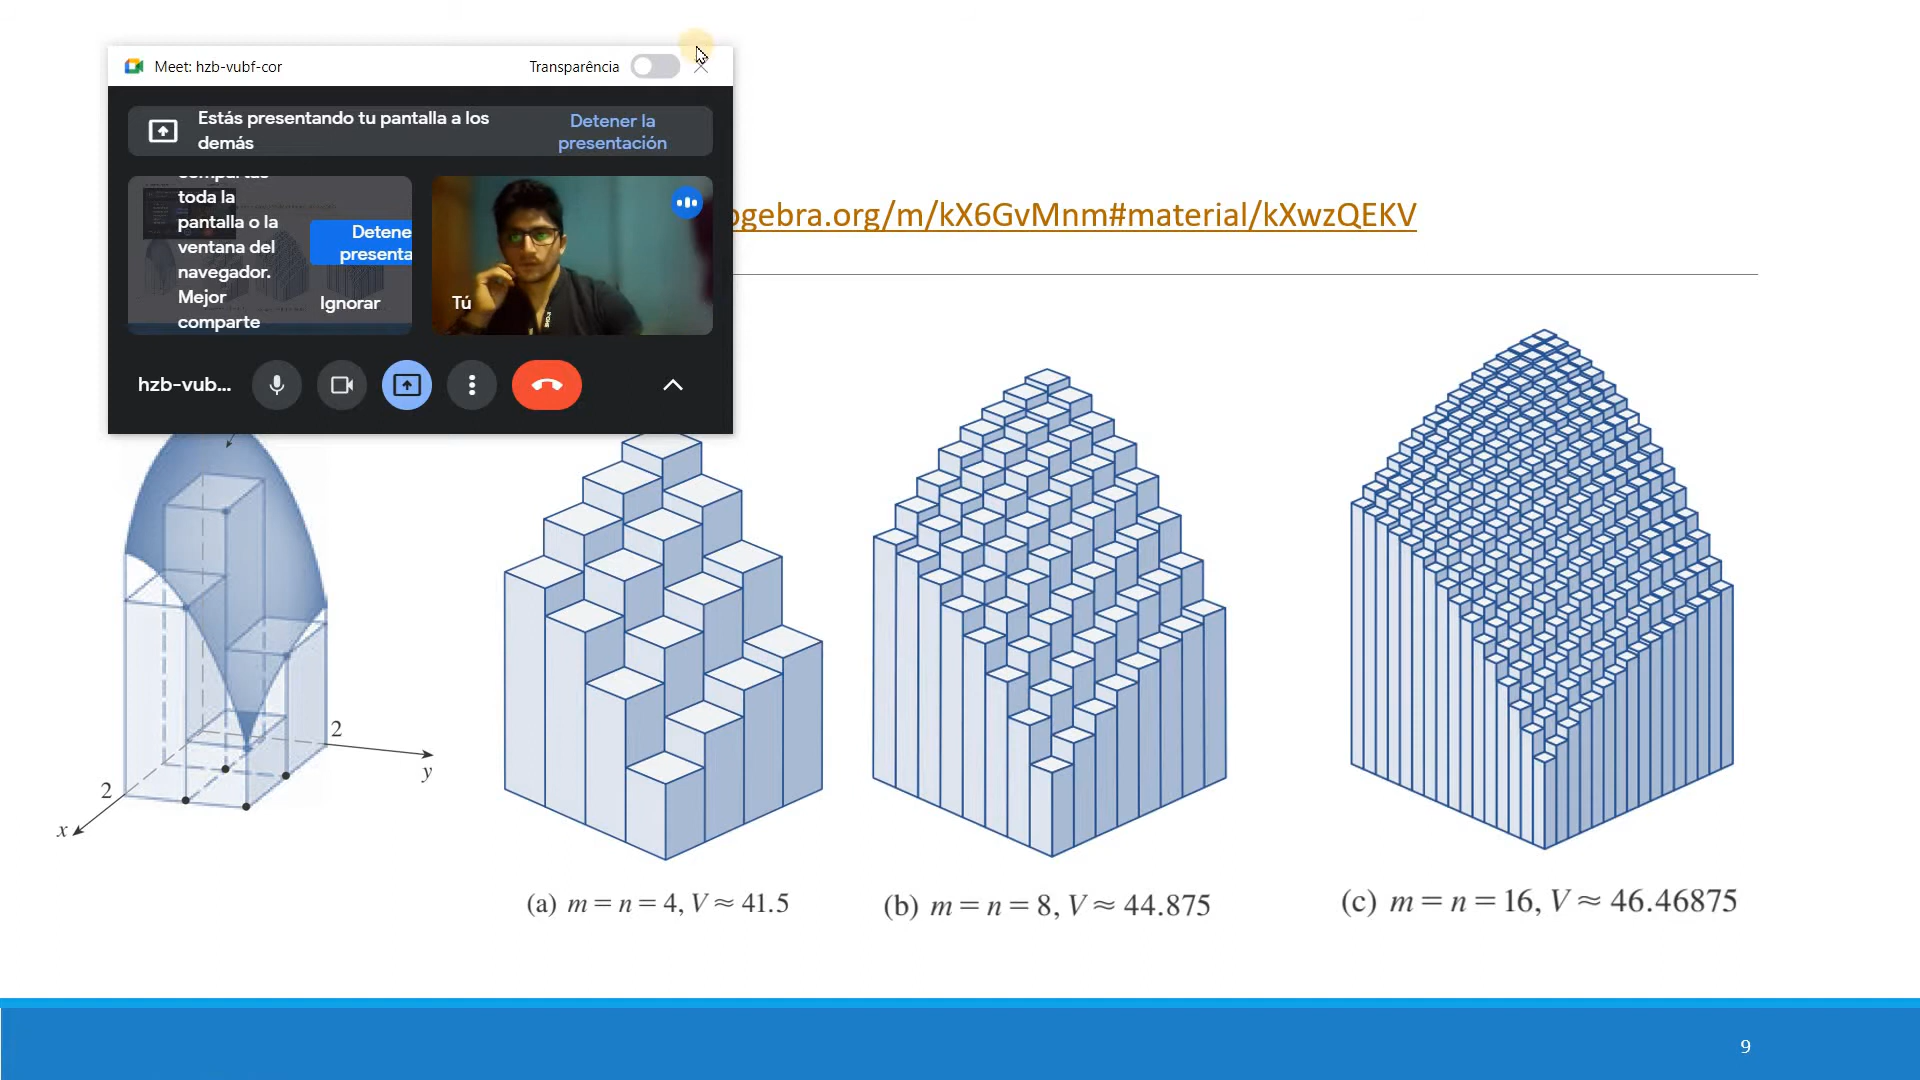 Meet: hzb-vubf-cor
Transparência
Estás presentando tu pantalla a los
demás
Detener la
presentación
toda la
pantalla o la
ventana del
navegador.
Mejor
comparte
Detene
presenta
Ignorar
Tú
hzb-vub...
ogebra.org/m/kX6GvMnm#material/kXwzQEKV
2
y
2
x
(a) m = n = 4, V ≈ 41.5
(b) m = n = 8, V ≈ 44.875
(c) m = n = 16, V ≈ 46.46875
9